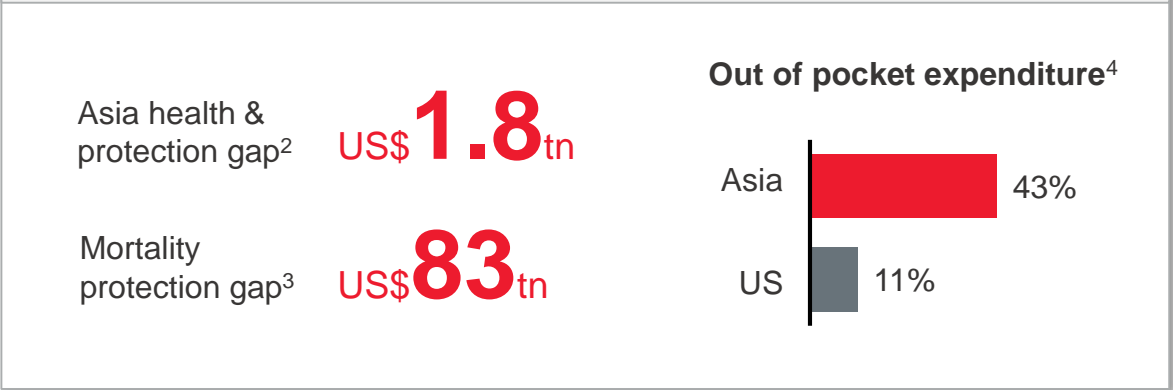 Asia health &
protection gap2
US$1.8tn
Mortality
protection gap3
US$83tn
Out of pocket expenditure4
Asia
43%
US
11%